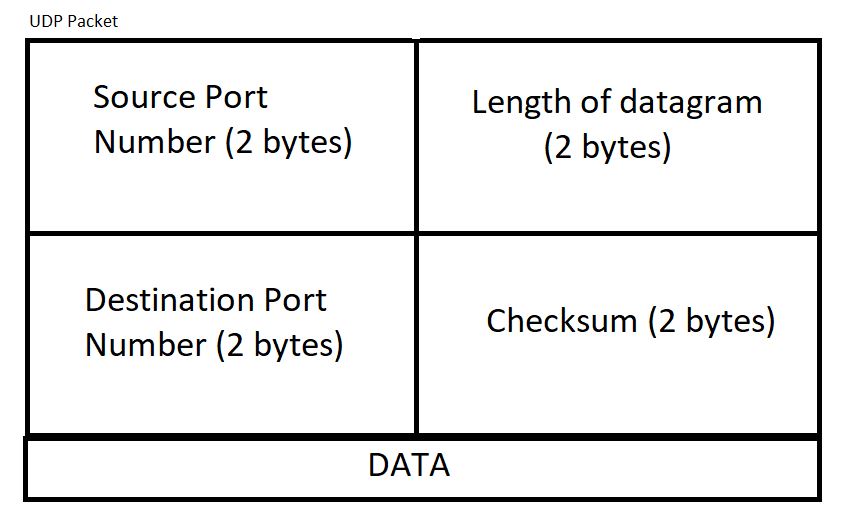 UDP Packet
Source Port
Number (2 bytes)
Length of datagram
(2 bytes)
Destination Port
Number (2 bytes)
Checksum (2 bytes)
DATA